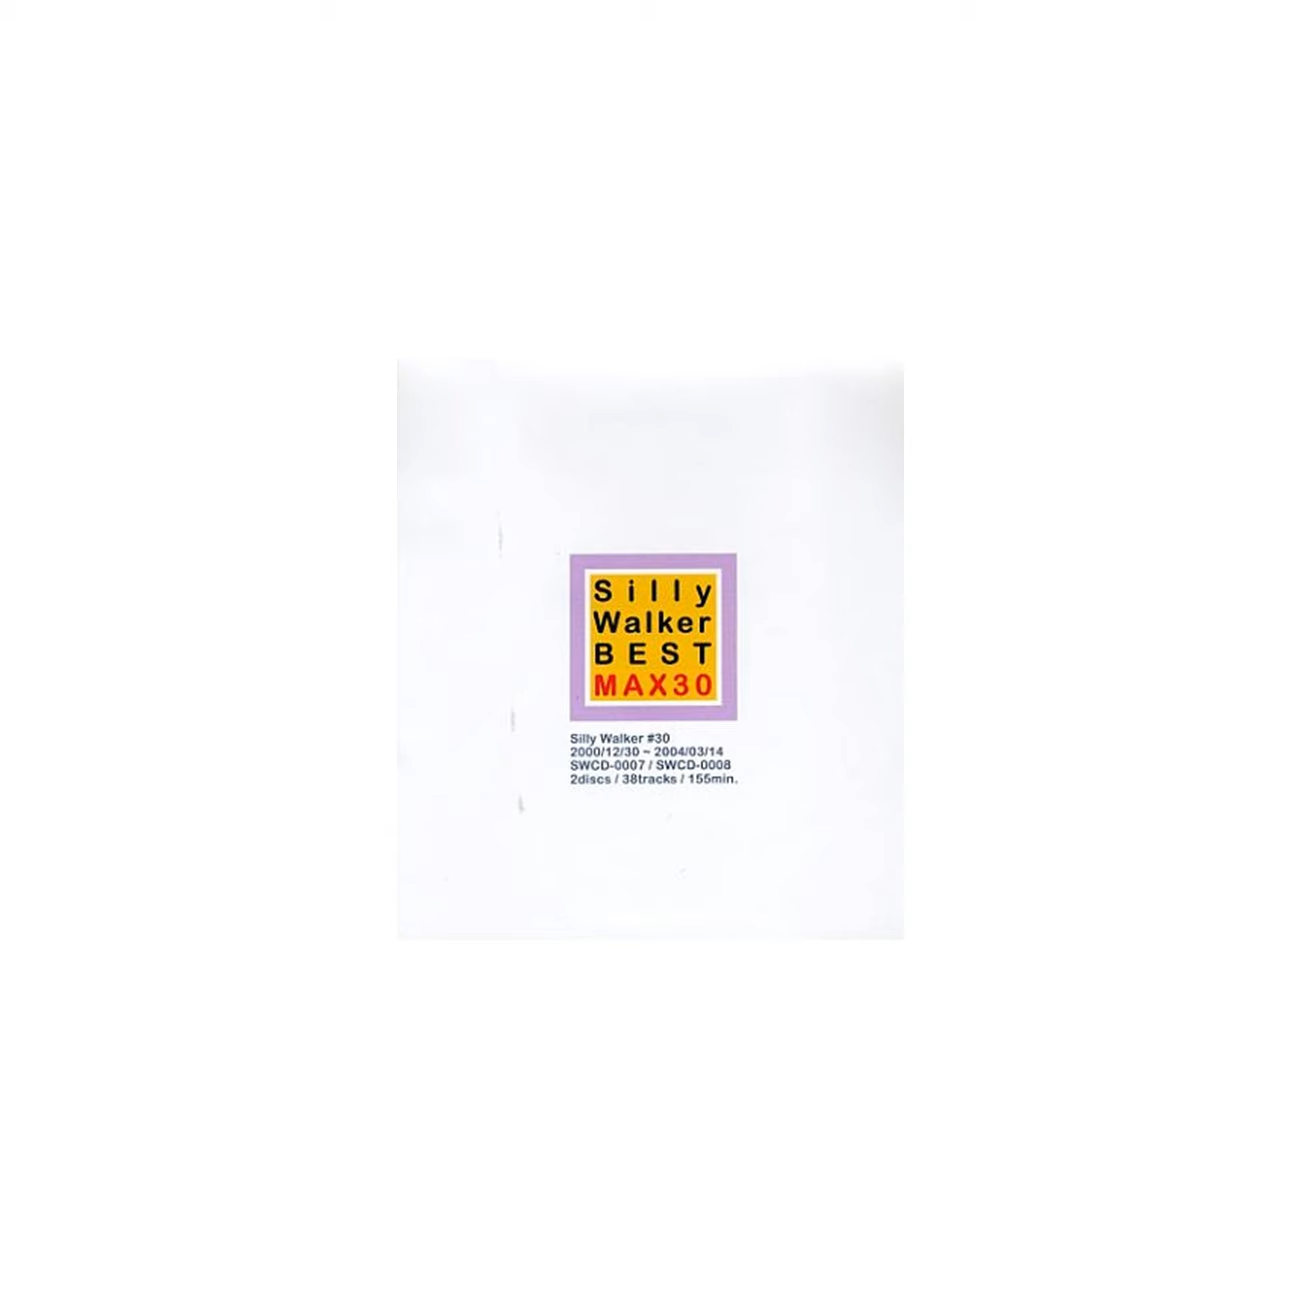 Silly
Walker
BEST
MAX30
Silly Walker #30
2000/12/30 ~ 2004/03/14
SWCD-0007 / SWCD-0008
2discs / 38tracks / 155min.